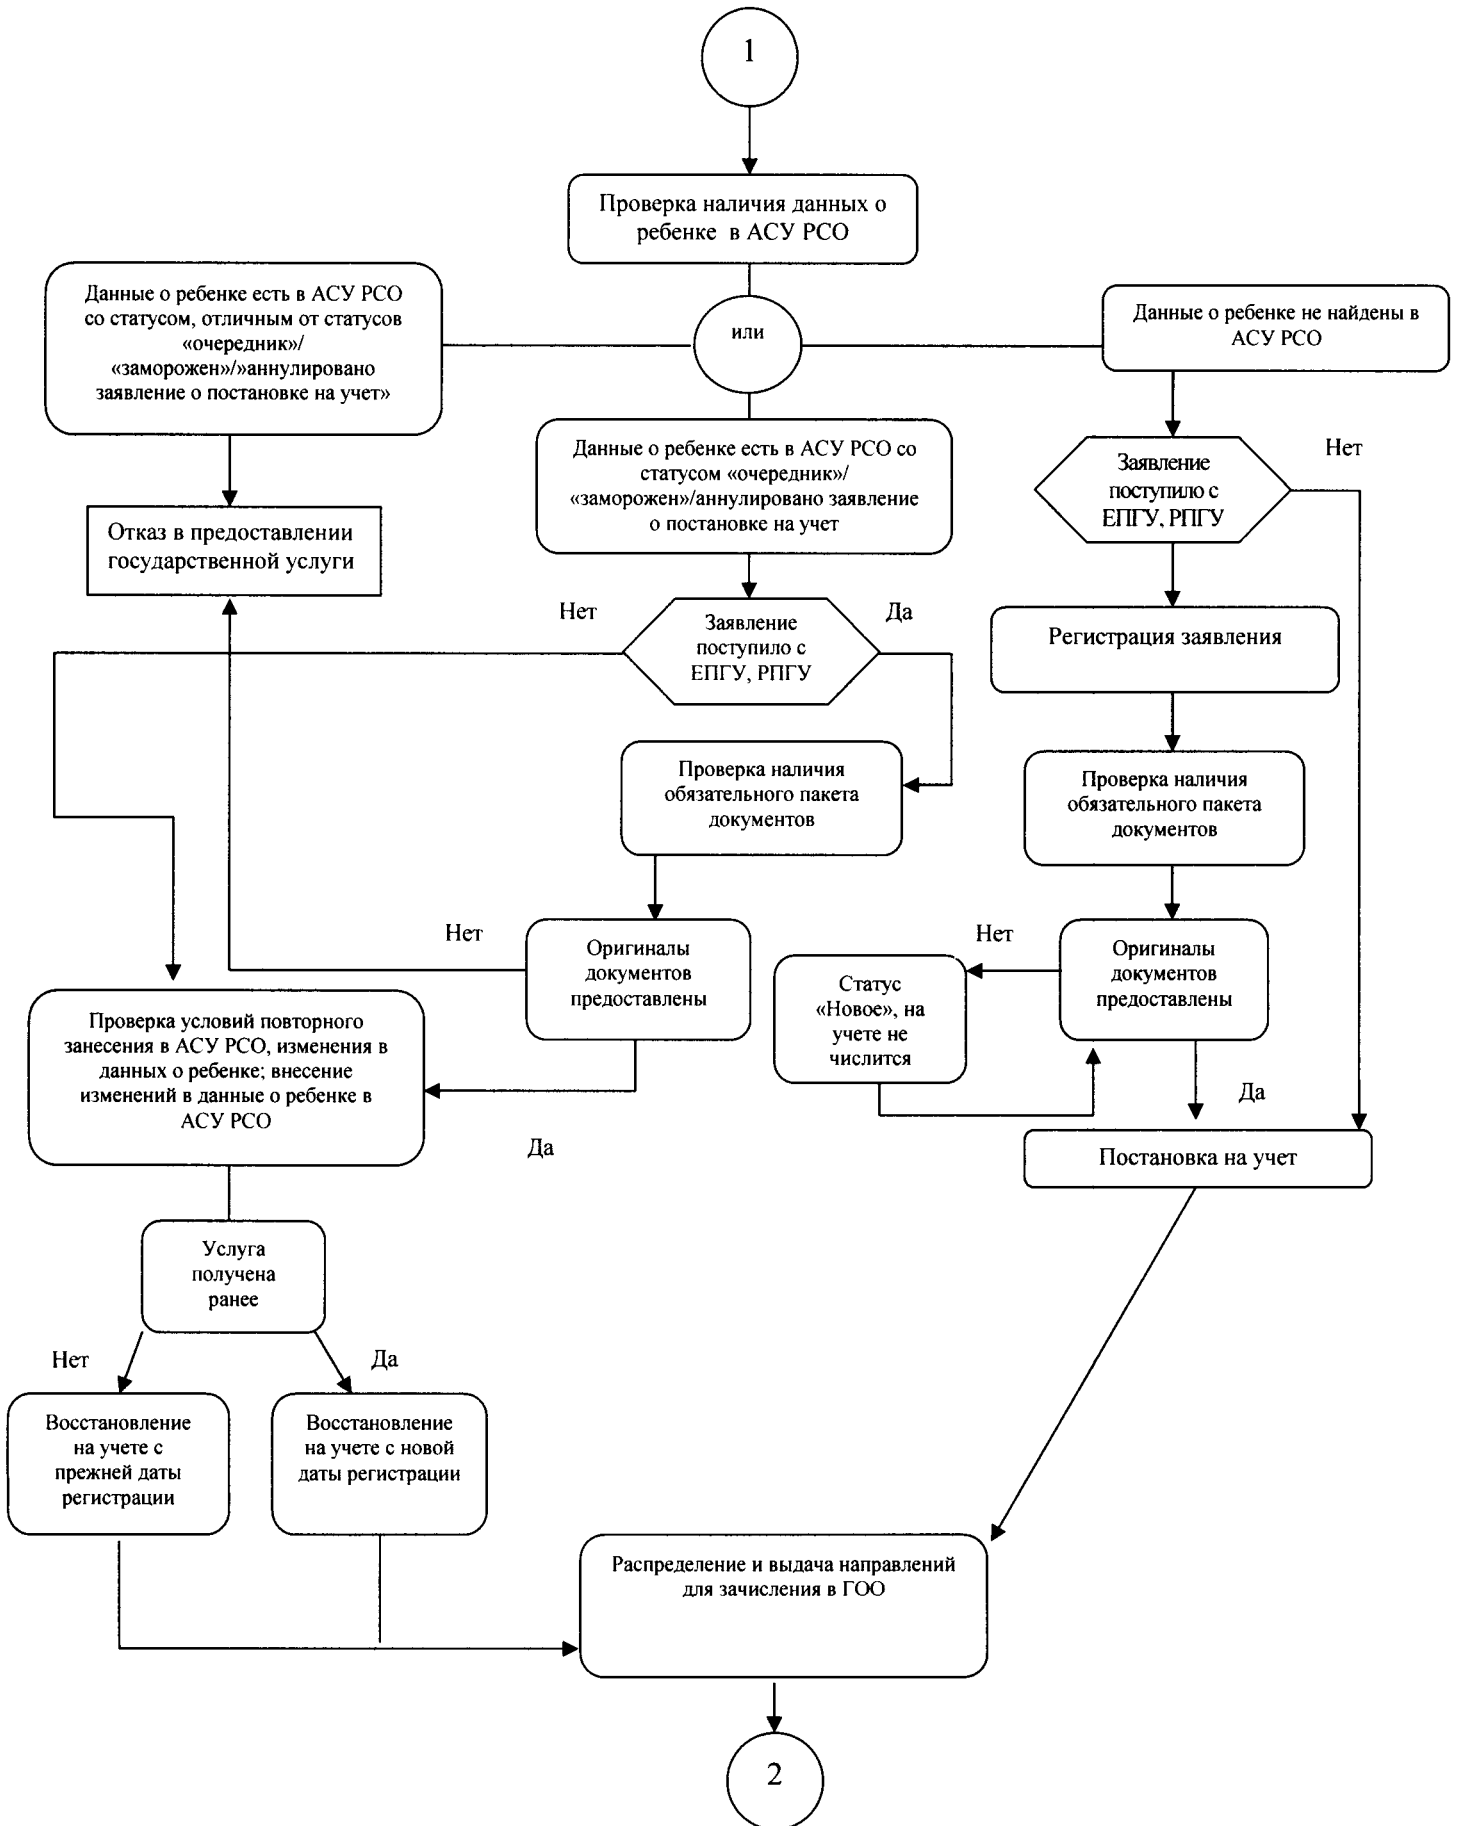 1
Проверка наличия данных о
ребенке в АСУ РСО
Данные о ребенке есть в АСУ РСО
со статусом, отличным от статусов
«очередник»/
«заморожен»/»аннулировано
заявление о постановке на учет»
или
Данные о ребенке не найдены в
АСУ РСО
Данные о ребенке есть в АСУ РСО со
статусом «очередник»/
«заморожен»/аннулировано заявление
о постановке на учет
Заявление
поступило с
ЕПГУ, РПГУ
Нет
Отказ в предоставлении
государственной услуги
Нет
Заявление
поступило с
ЕПГУ, РПГУ
Да
Регистрация заявления
Проверка наличия
обязательного пакета
документов
Проверка наличия
обязательного пакета
документов
Нет
Оригиналы
документов
предоставлены
Нет
Оригиналы
документов
предоставлены
Статус
«Новое», на
учете не
числится
Проверка условий повторного
занесения в АСУ РСО, изменения в
данных о ребенке; внесение
изменений в данные о ребенке в
АСУ РСО
Да
Да
Постановка на учет
Услуга
получена
ранее
Нет
Да
Восстановление
на учете с
прежней даты
регистрации
Восстановление
на учете с новой
даты регистрации
Распределение и выдача направлений
для зачисления в ГОО
2